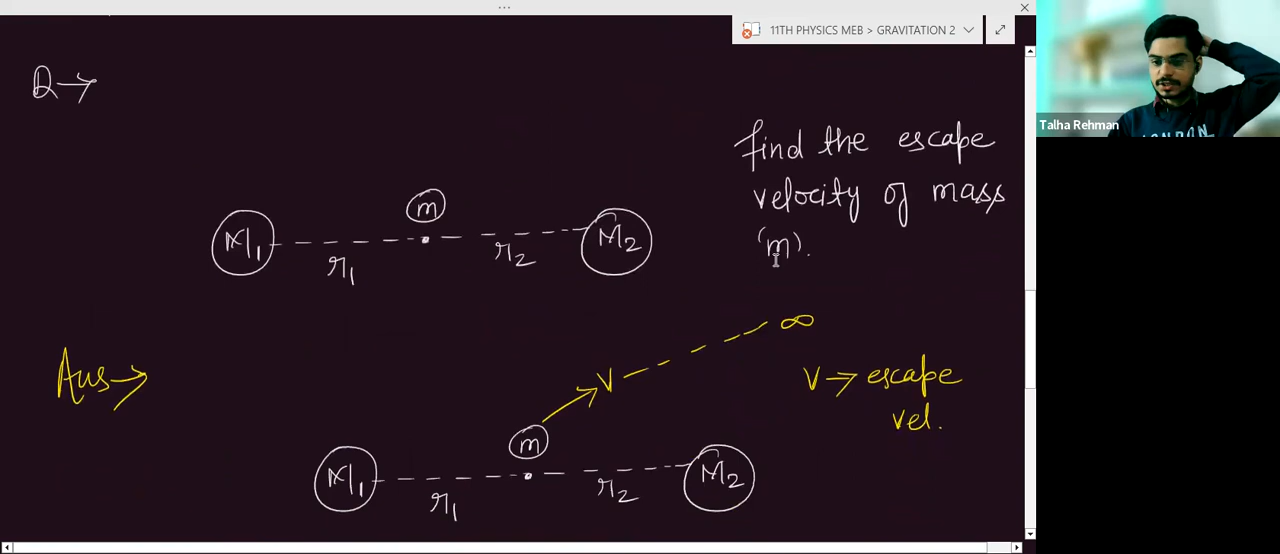 ...
11TH PHYSICS MEB > GRAVITATION 2
Talha Rehman
LONDON
Q→
find the escape
velocity of mass
'm'.
m
M1
r1
r2
M2
Ans→
∞
V
V → escape
vel.
m
M1
r1
r2
M2